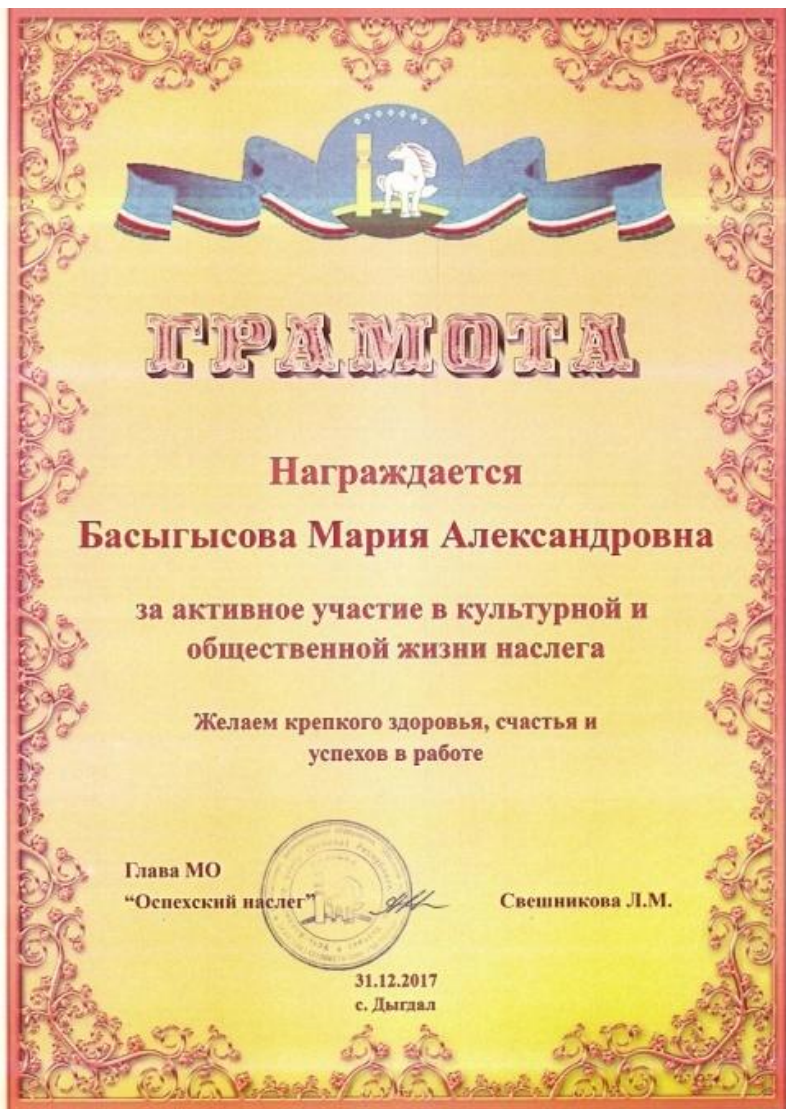 ГРАМОТА
Награждается
Басыгысова Мария Александровна
за активное участие в культурной и
общественной жизни наслега
Желаем крепкого здоровья, счастья и
успехов в работе
Глава МО
“Оспехский наслег”
Свешникова Л.М.
31.12.2017
с. Дыгдал